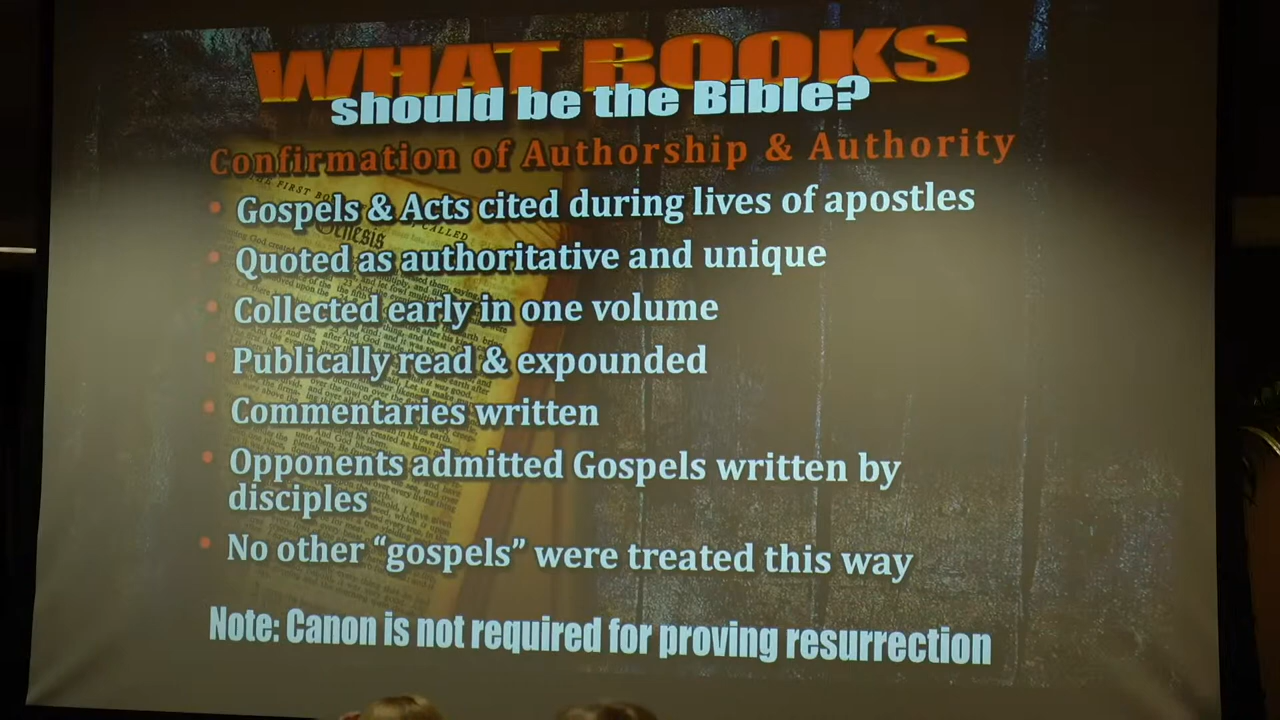 WHAT BOOKS
should be the Bible?
Confirmation of Authorship & Authority
• Gospels & Acts cited during lives of apostles
• Quoted as authoritative and unique
• Collected early in one volume
• Publically read & expounded
• Commentaries written
• Opponents admitted Gospels written by
disciples
• No other “gospels” were treated this way
Note: Canon is not required for proving resurrection